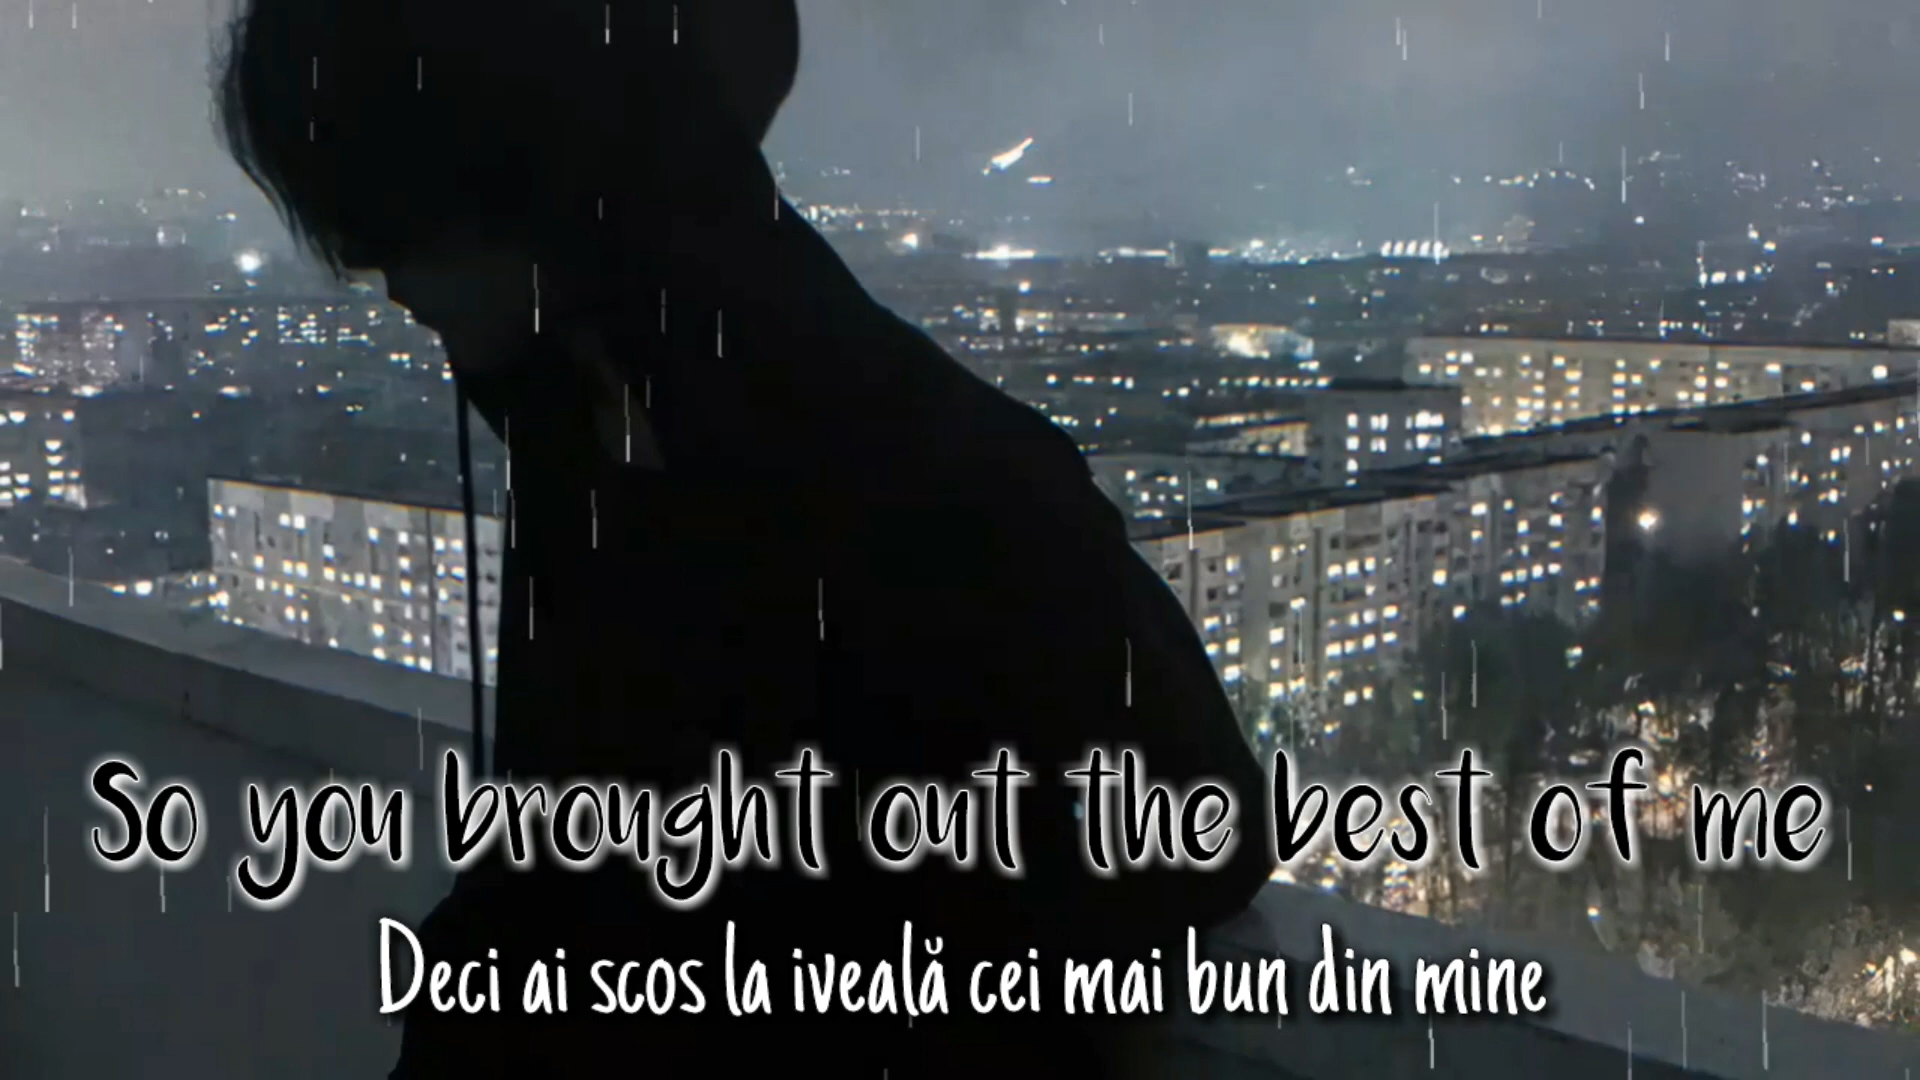 So you brought out the best of me
Deci ai scos la iveală cei mai bun din mine